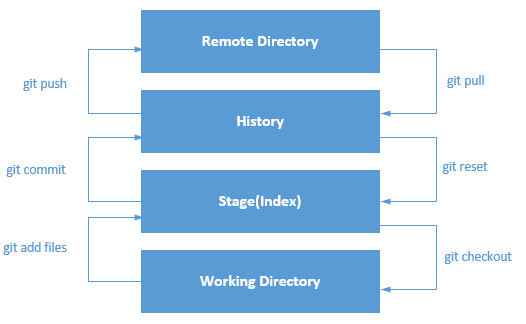 Remote Directory
git push
git pull
History
git commit
git reset
Stage(Index)
git add files
git checkout
Working Directory